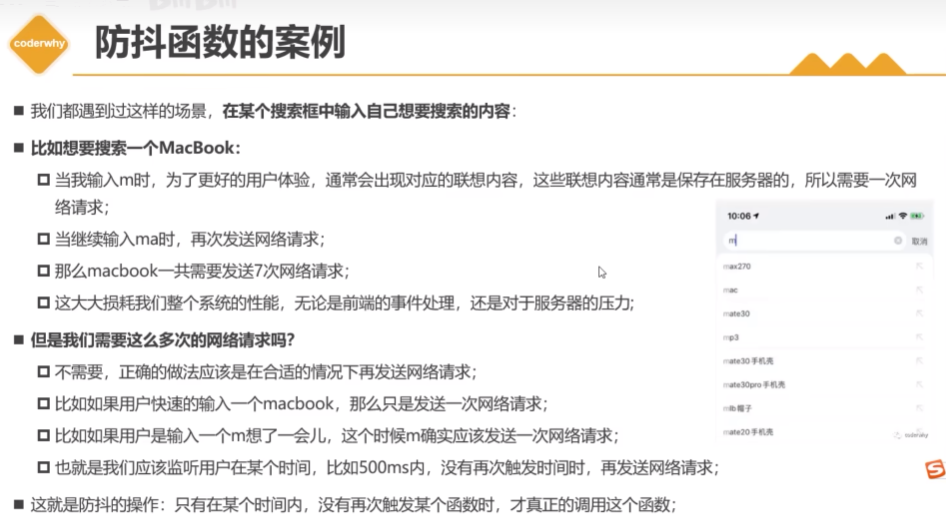 coderwhy
防抖函数的案例
我们都遇到过这样的场景，在某个搜索框中输入自己想要搜索的内容：
比如想要搜索一个MacBook：
当我输入m时，为了更好的用户体验，通常会出现对应的联想内容，这些联想内容通常是保存在服务器的，所以需要一次网
络请求；
当继续输入ma时，再次发送网络请求；
那么macbook一共需要发送7次网络请求；
这大大损耗我们整个系统的性能，无论是前端的事件处理，还是对于服务器的压力;
但是我们需要这么多次的网络请求吗？
不需要，正确的做法应该是在合适的情况下再发送网络请求；
比如如果用户快速的输入一个macbook，那么只是发送一次网络请求；
比如如果用户是输入一个m想了一会儿，这个时候m确实应该发送一次网络请求；
也就是我们应该监听用户在某个时间，比如500ms内，没有再次触发时间时，再发送网络请求；
这就是防抖的操作：只有在某个时间内，没有再次触发某个函数时，才真正的调用这个函数；
10:06
m
取消
max270
mac
mate30
mp3
mate30手机壳
mate30pro手机壳
mlb帽子
mate20手机壳
coderwhy
S